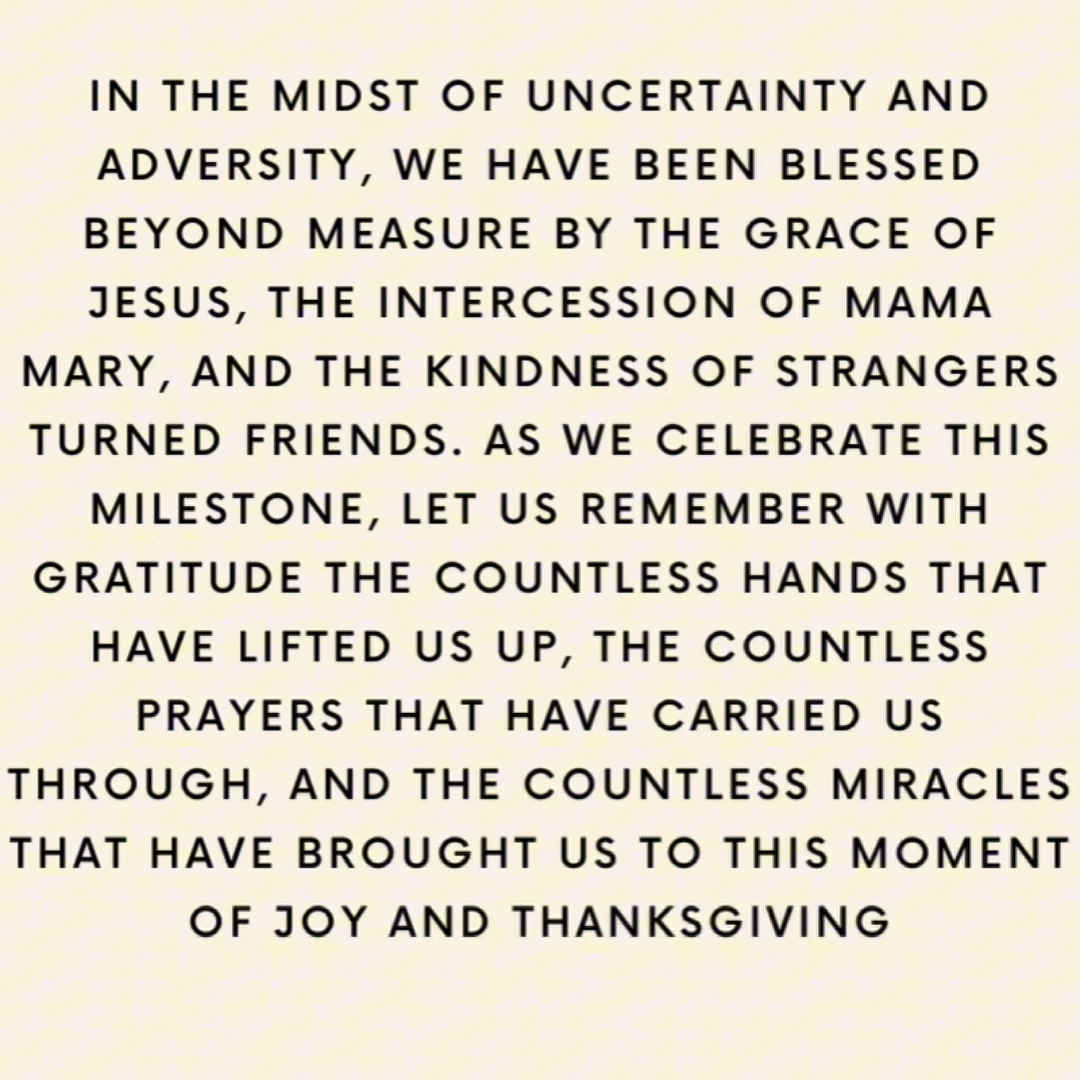 IN THE MIDST OF UNCERTAINTY AND
ADVERSITY, WE HAVE BEEN BLESSED
BEYOND MEASURE BY THE GRACE OF
JESUS, THE INTERCESSION OF MAMA
MARY, AND THE KINDNESS OF STRANGERS
TURNED FRIENDS. AS WE CELEBRATE THIS
MILESTONE, LET US REMEMBER WITH
GRATITUDE THE COUNTLESS HANDS THAT
HAVE LIFTED US UP, THE COUNTLESS
PRAYERS THAT HAVE CARRIED US
THROUGH, AND THE COUNTLESS MIRACLES
THAT HAVE BROUGHT US TO THIS MOMENT
OF JOY AND THANKSGIVING